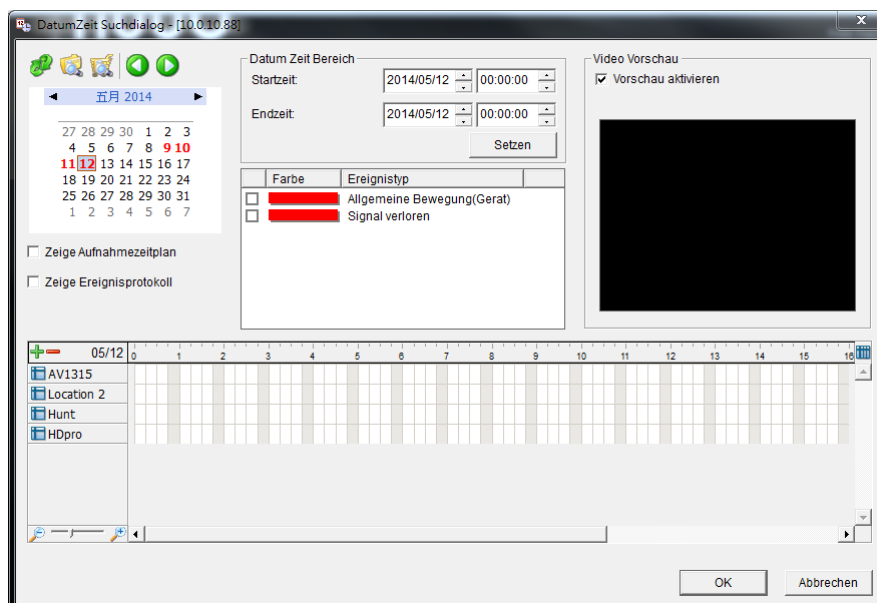 DatumZeit Suchdialog - [10.0.10.88]
x
Datum Zeit Bereich
Startzeit: 2014/05/12 00:00:00
Endzeit: 2014/05/12 00:00:00
Setzen
Video Vorschau
Vorschau aktivieren
五月 2014
27 28 29 30 1 2 3
4 5 6 7 8 9 10
11 12 13 14 15 16 17
18 19 20 21 22 23 24
25 26 27 28 29 30 31
1 2 3 4 5 6 7
Farbe Ereignistyp
Allgemeine Bewegung(Gerat)
Signal verloren
Zeige Aufnahmezeitplan
Zeige Ereignisprotokoll
05/12 0 1 2 3 4 5 6 7 8 9 10 11 12 13 14 15 16
AV1315
Location 2
Hunt
HDpro
OK Abbrechen